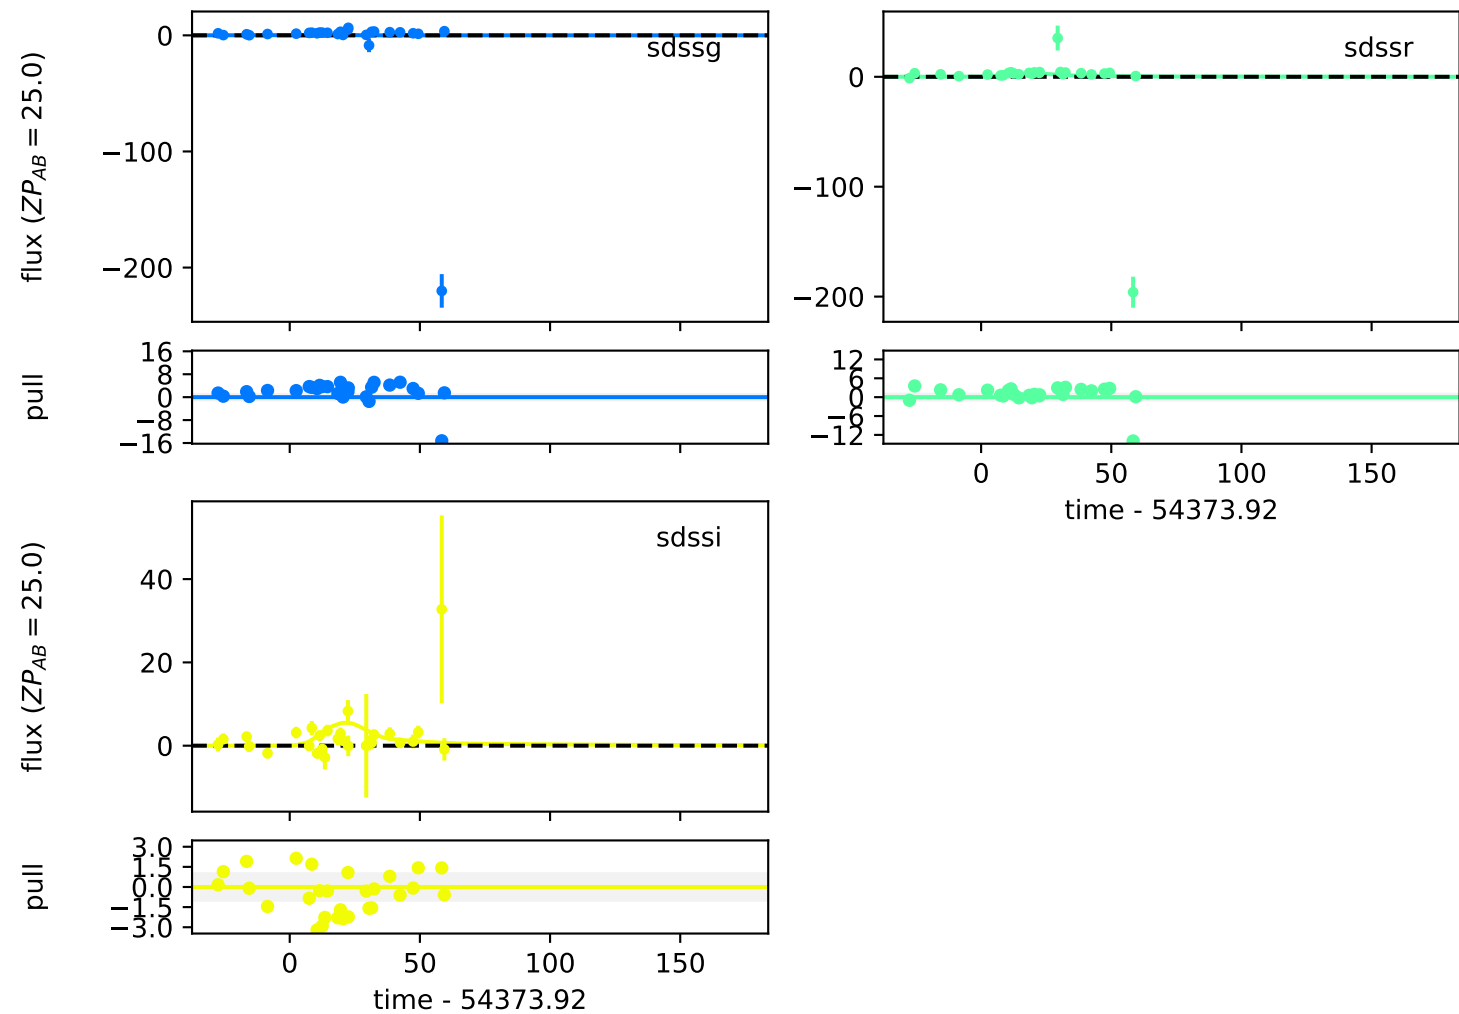 flux (ZP_AB = 25.0)
0
−100
−200
sdssg
0
−100
−200
sdssr
pull
16
8
0
−8
−16
12
6
0
−6
−12
0 50 100 150
time - 54373.92
flux (ZP_AB = 25.0)
40
20
0
sdssi
pull
3.0
1.5
0.0
−1.5
−3.0
0 50 100 150
time - 54373.92